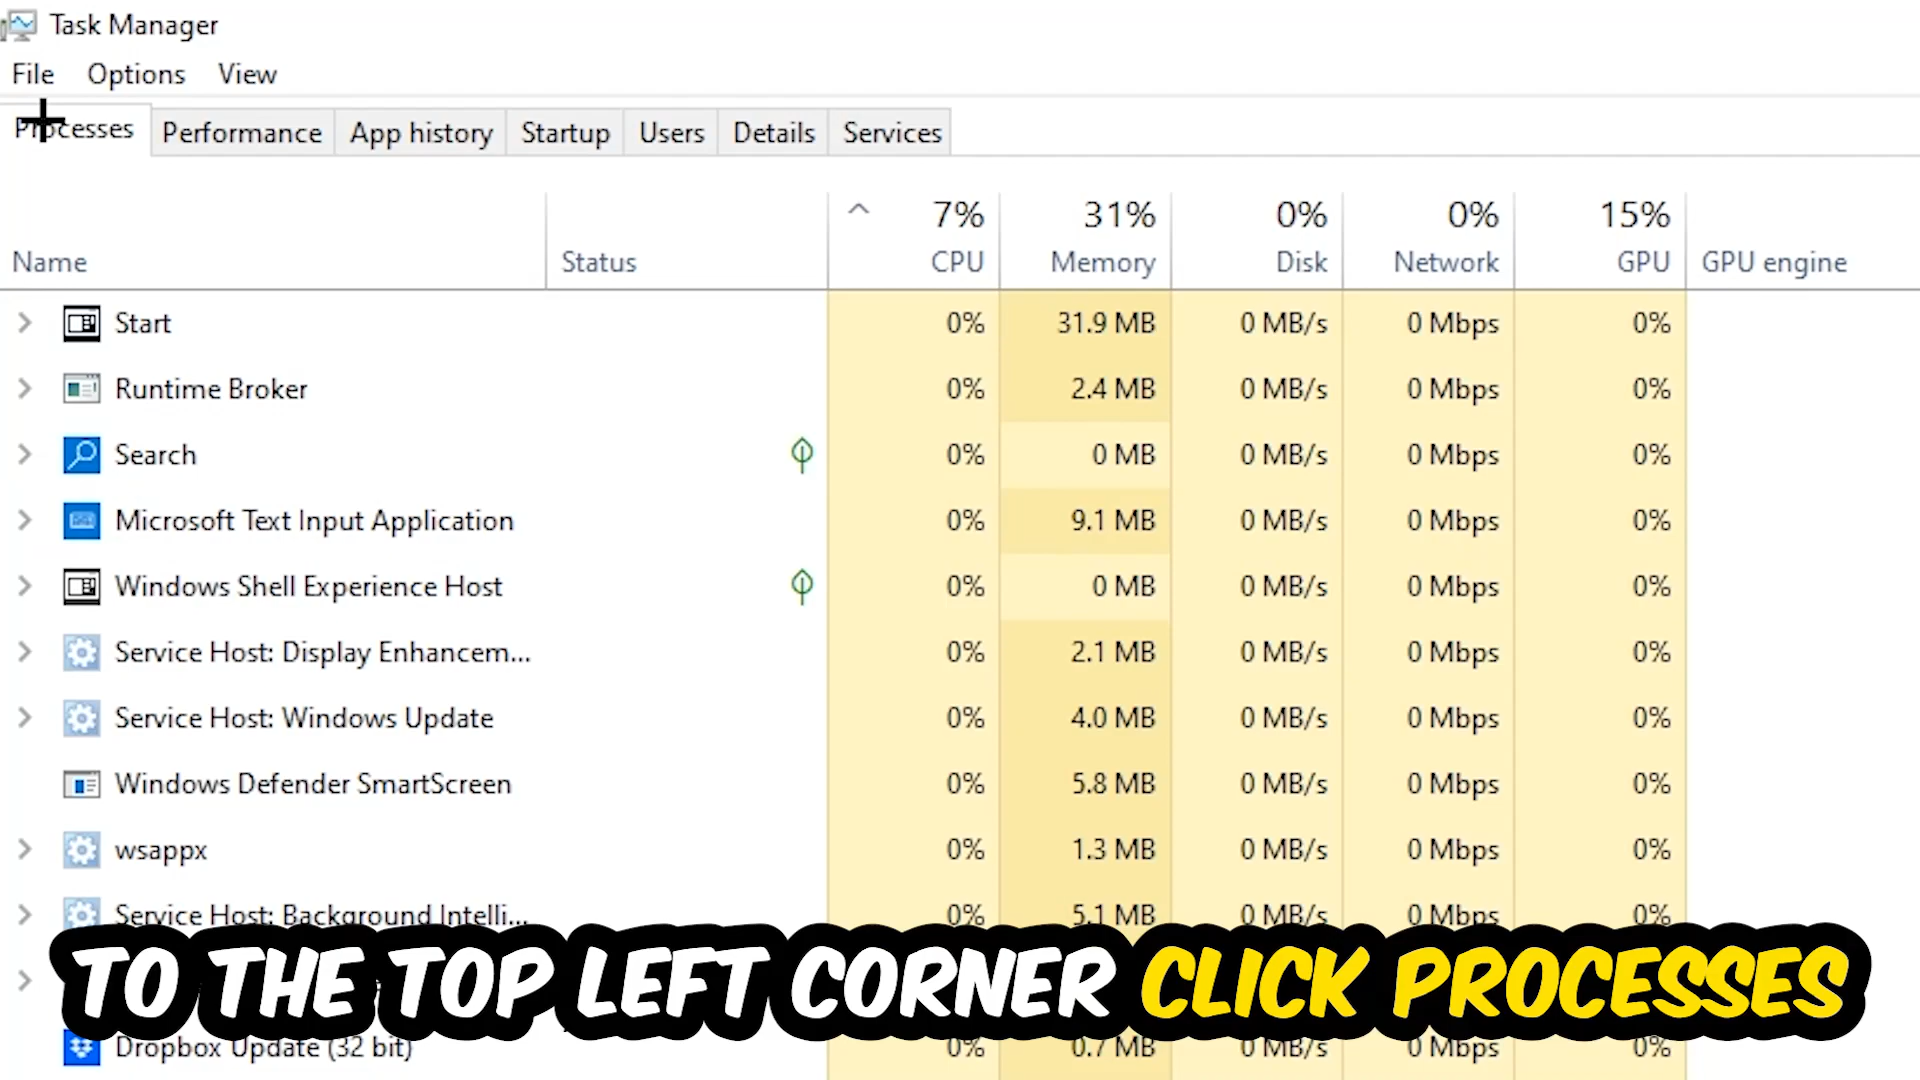 Task Manager
File Options View
Processes Performance App history Startup Users Details Services
7% 31% 0% 0% 15%
Name Status CPU Memory Disk Network GPU GPU engine
Start 0% 31.9 MB 0 MB/s 0 Mbps 0%
Runtime Broker 0% 2.4 MB 0 MB/s 0 Mbps 0%
Search 0% 0 MB 0 MB/s 0 Mbps 0%
Microsoft Text Input Application 0% 9.1 MB 0 MB/s 0 Mbps 0%
Windows Shell Experience Host 0% 0 MB 0 MB/s 0 Mbps 0%
Service Host: Display Enhancem... 0% 2.1 MB 0 MB/s 0 Mbps 0%
Service Host: Windows Update 0% 4.0 MB 0 MB/s 0 Mbps 0%
Windows Defender SmartScreen 0% 5.8 MB 0 MB/s 0 Mbps 0%
wsappx 0% 1.3 MB 0 MB/s 0 Mbps 0%
Service Host: Background Intelli... 0% 5.1 MB 0 MB/s 0 Mbps 0%
TO THE TOP LEFT CORNER CLICK PROCESSES
Dropbox Update (32 bit) 0% 0.7 MB 0 MB/s 0 Mbps 0%